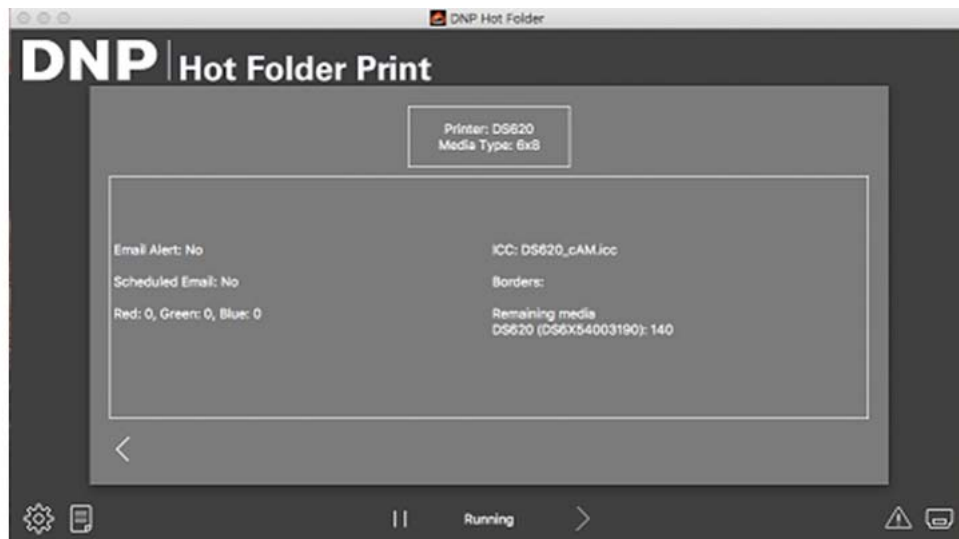 DNP Hot Folder
DNP Hot Folder Print
Printer: DS620
Media Type: 6x8
Email Alert: No
Scheduled Email: No
Red: 0, Green: 0, Blue: 0
ICC: DS620_cAM.icc
Borders:
Remaining media
DS620 (DS6X54003190): 140
Running